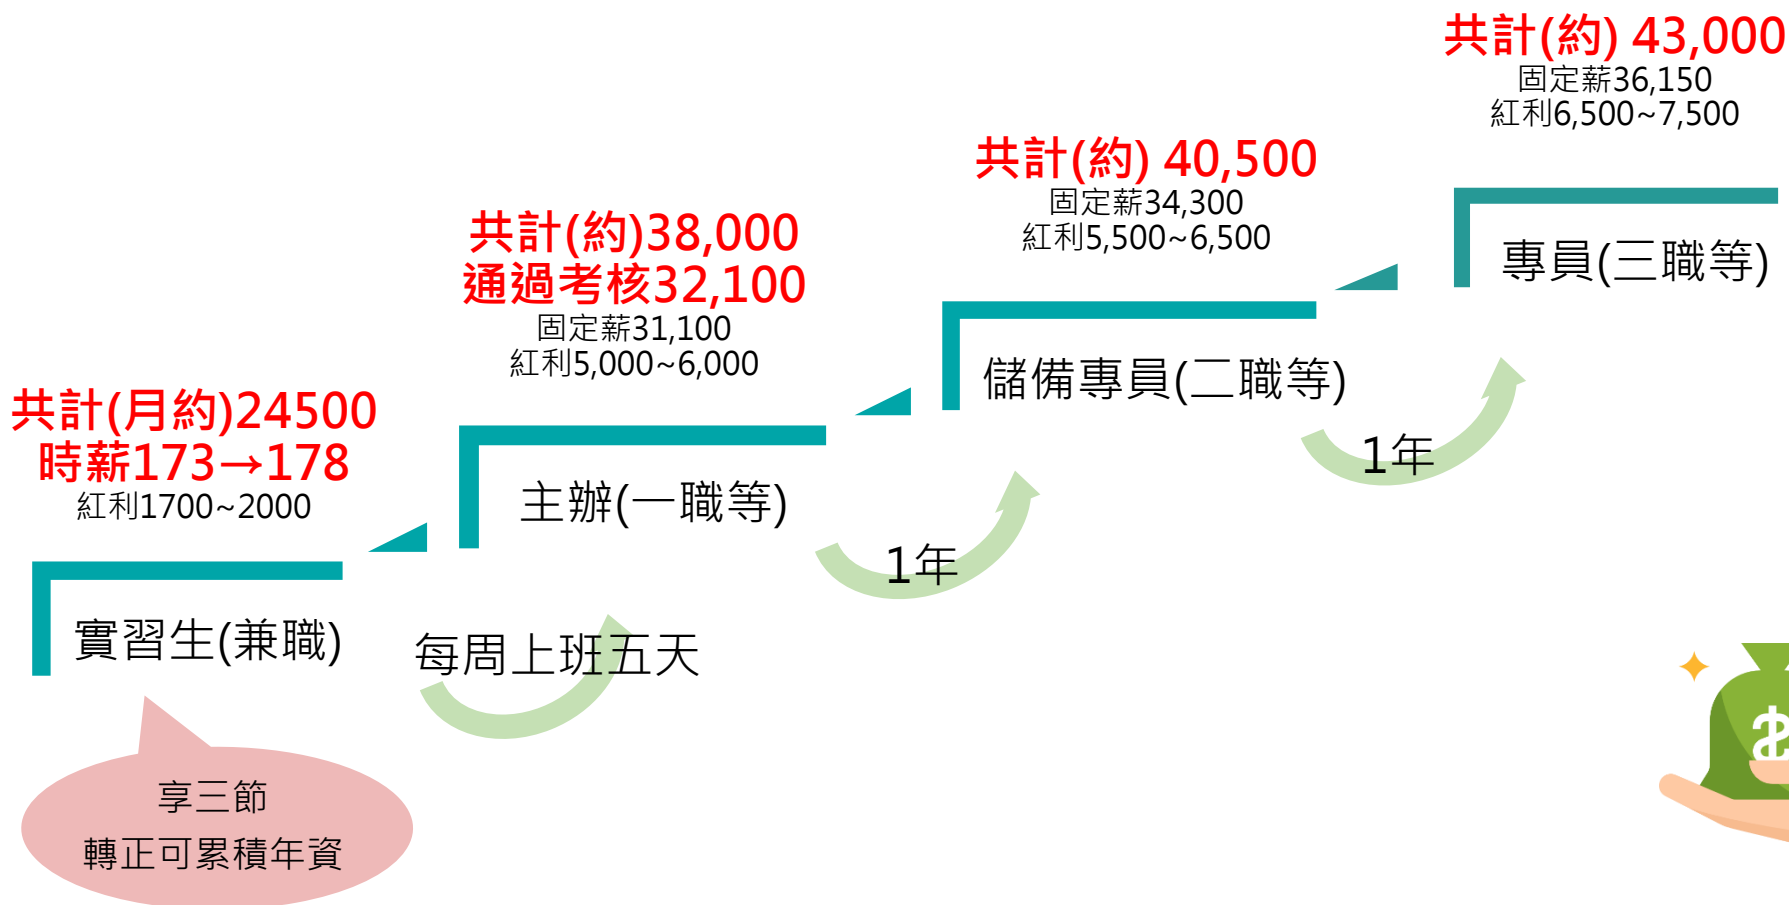 共計(約) 43,000
固定薪36,150
紅利6,500~7,500
專員(三職等)
共計(約) 40,500
固定薪34,300
紅利5,500~6,500
儲備專員(二職等)
1年
共計(約)38,000
通過考核32,100
固定薪31,100
紅利5,000~6,000
主辦(一職等)
1年
共計(月約)24500
時薪173→178
紅利1700~2000
實習生(兼職)
每周上班五天
享三節
轉正可累積年資